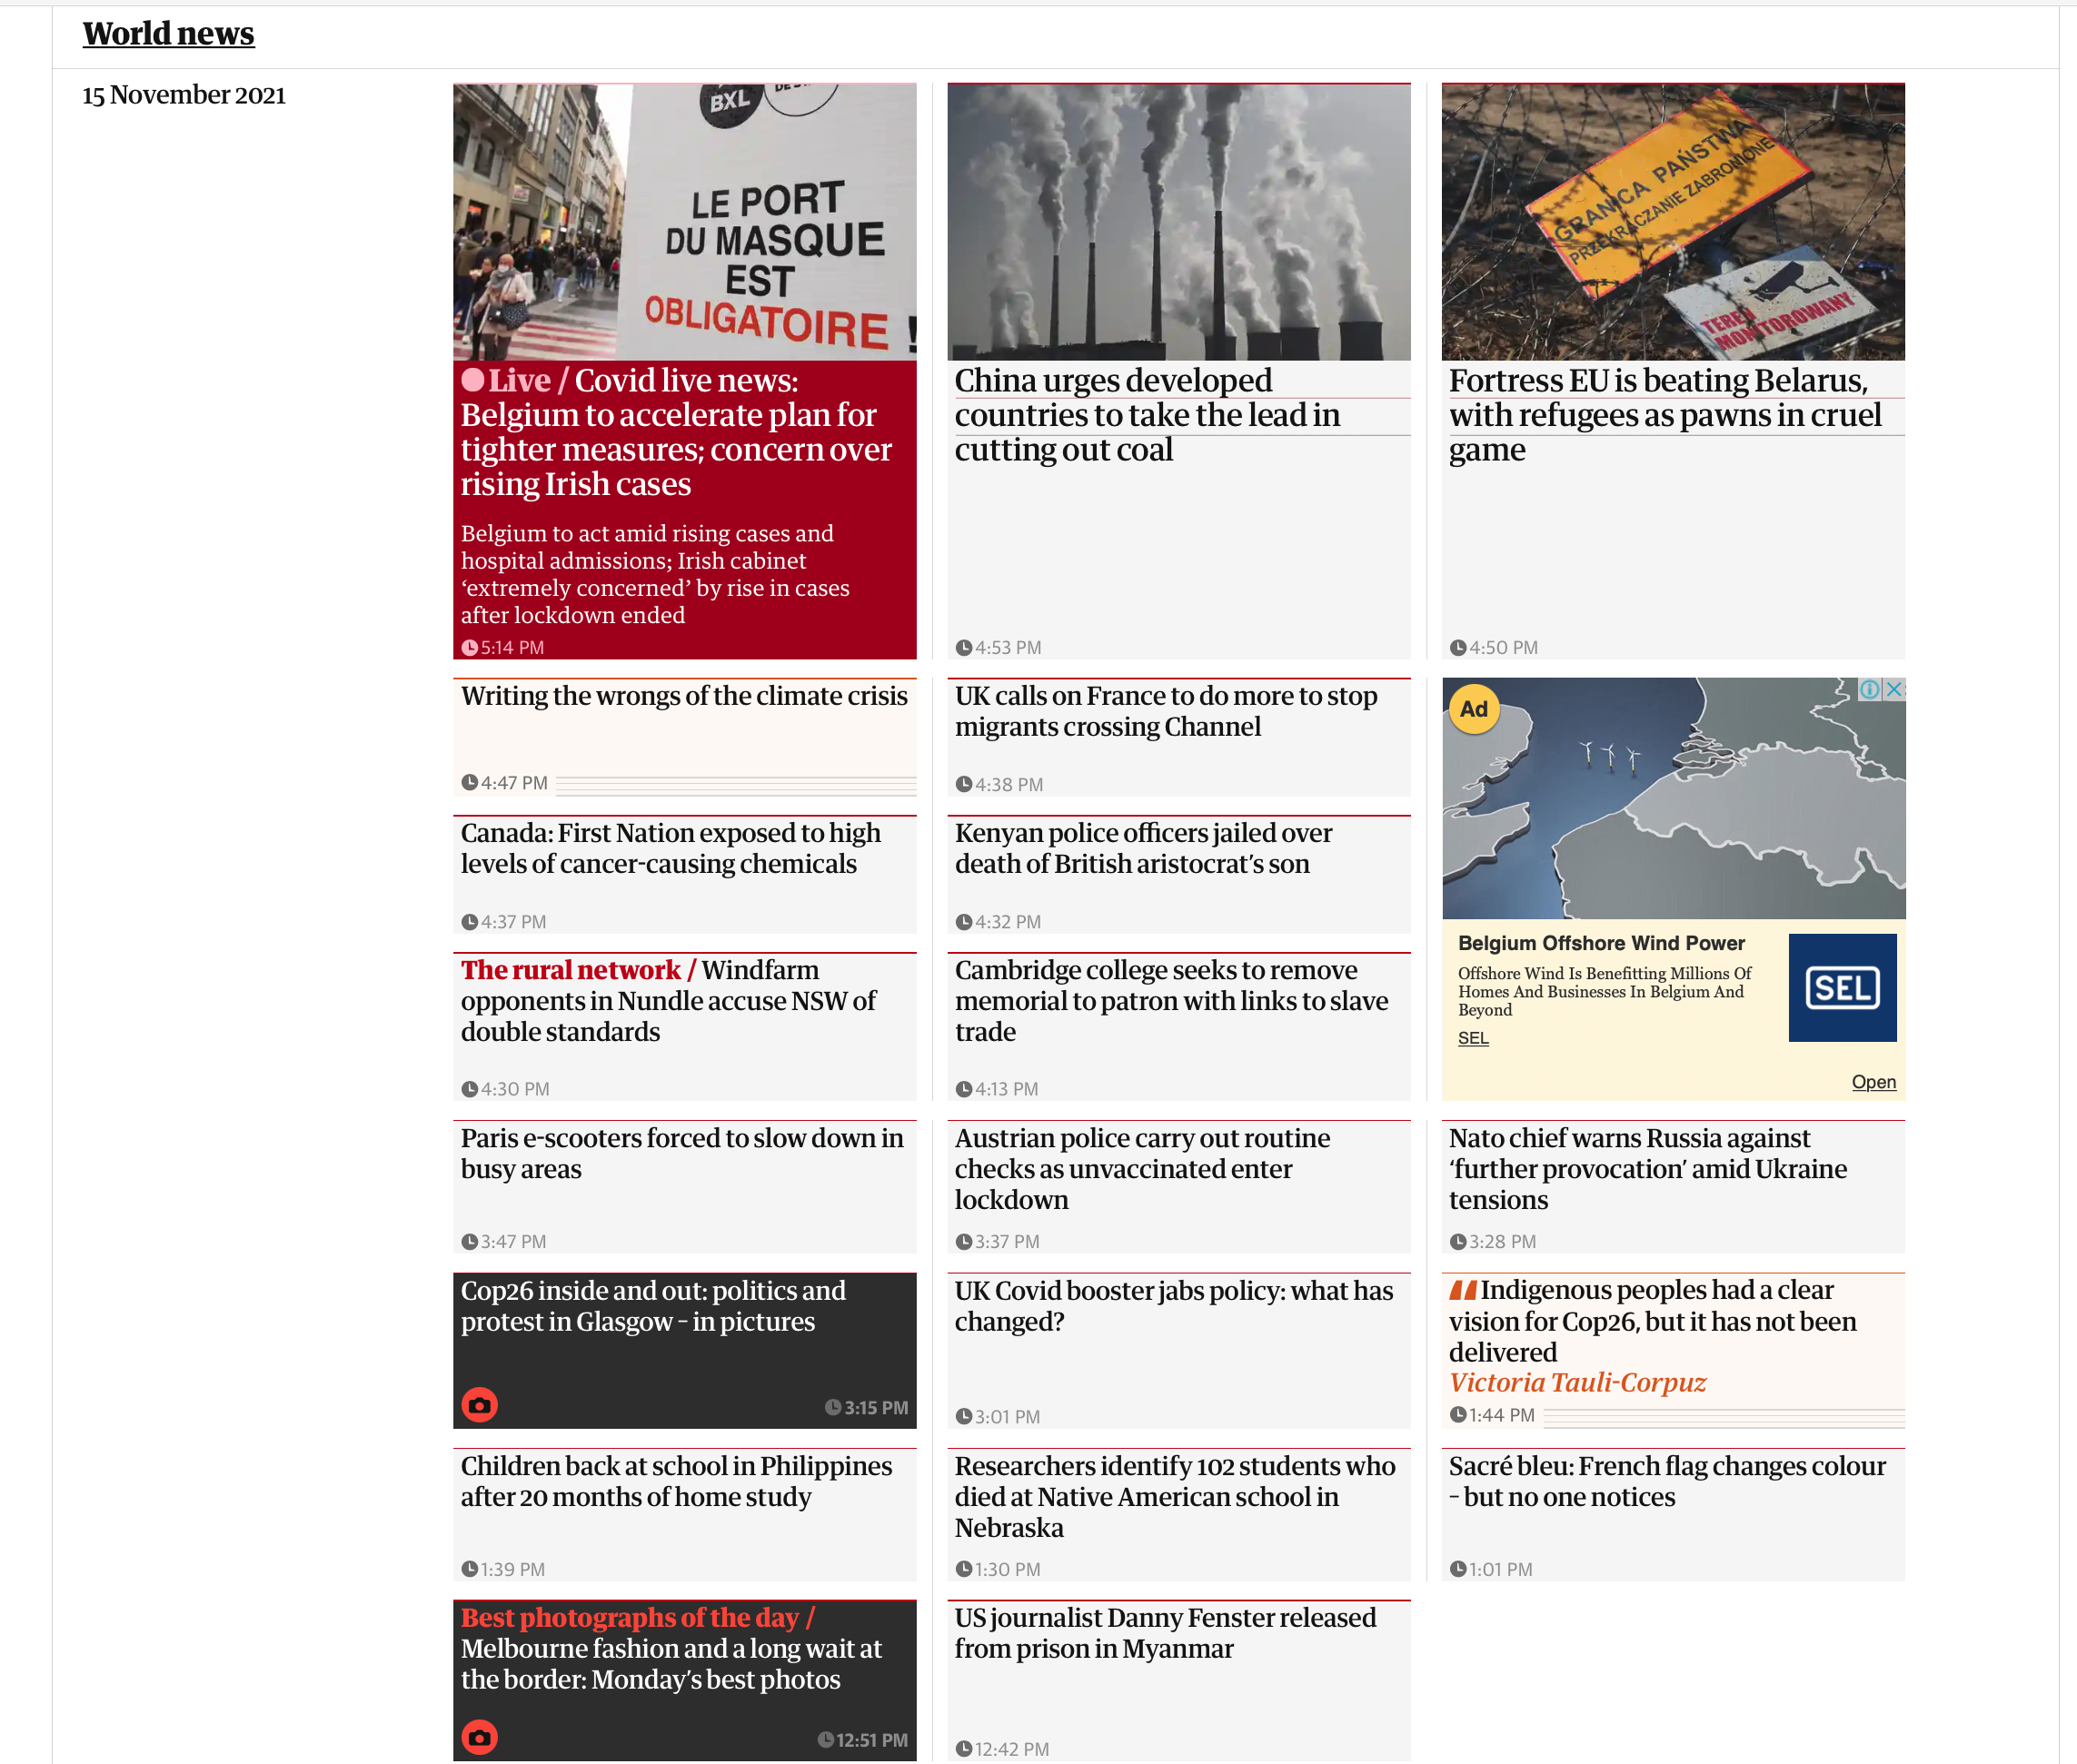 World news
15 November 2021
BXL
LE PORT
DU MASQUE
EST
OBLIGATOIRE !
Live / Covid live news:
Belgium to accelerate plan for
tighter measures; concern over
rising Irish cases
Belgium to act amid rising cases and
hospital admissions; Irish cabinet
‘extremely concerned’ by rise in cases
after lockdown ended
5:14 PM
China urges developed
countries to take the lead in
cutting out coal
4:53 PM
GRANICA PAŃSTWA
PRZEKRACZANIE ZABRONIONE
TEREN
MONITOROWANY
Fortress EU is beating Belarus,
with refugees as pawns in cruel
game
4:50 PM
Writing the wrongs of the climate crisis
4:47 PM
UK calls on France to do more to stop
migrants crossing Channel
4:38 PM
Ad
Belgium Offshore Wind Power
Offshore Wind Is Benefitting Millions Of
Homes And Businesses In Belgium And
Beyond
SEL
SEL
Open
Canada: First Nation exposed to high
levels of cancer-causing chemicals
4:37 PM
Kenyan police officers jailed over
death of British aristocrat’s son
4:32 PM
The rural network / Windfarm
opponents in Nundle accuse NSW of
double standards
4:30 PM
Cambridge college seeks to remove
memorial to patron with links to slave
trade
4:13 PM
Paris e-scooters forced to slow down in
busy areas
3:47 PM
Austrian police carry out routine
checks as unvaccinated enter
lockdown
3:37 PM
Nato chief warns Russia against
‘further provocation’ amid Ukraine
tensions
3:28 PM
Cop26 inside and out: politics and
protest in Glasgow – in pictures
3:15 PM
UK Covid booster jabs policy: what has
changed?
3:01 PM
Indigenous peoples had a clear
vision for Cop26, but it has not been
delivered
Victoria Tauli-Corpuz
1:44 PM
Children back at school in Philippines
after 20 months of home study
1:39 PM
Researchers identify 102 students who
died at Native American school in
Nebraska
1:30 PM
Sacré bleu: French flag changes colour
– but no one notices
1:01 PM
Best photographs of the day /
Melbourne fashion and a long wait at
the border: Monday’s best photos
12:51 PM
US journalist Danny Fenster released
from prison in Myanmar
12:42 PM